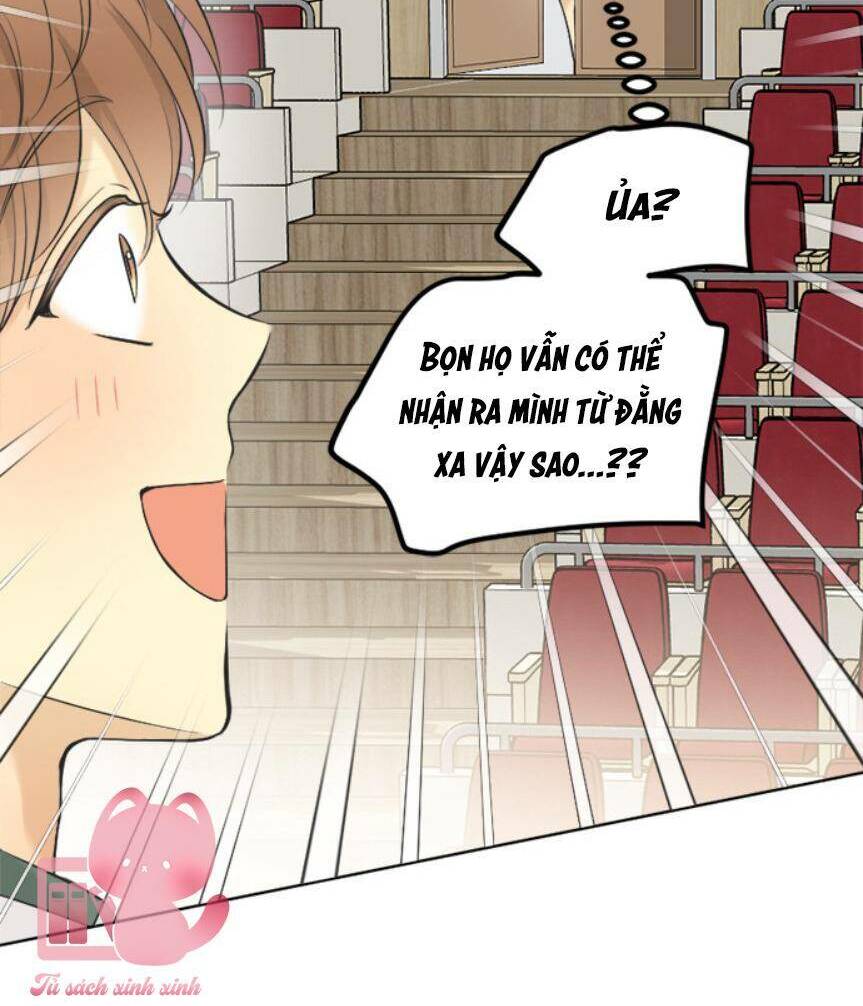 ỦA?
BỌN HỌ VẪN CÓ THỂ
NHẬN RA MÌNH TỪ ĐẰNG
XA VẬY SAO...??
Tủ sách xinh xinh